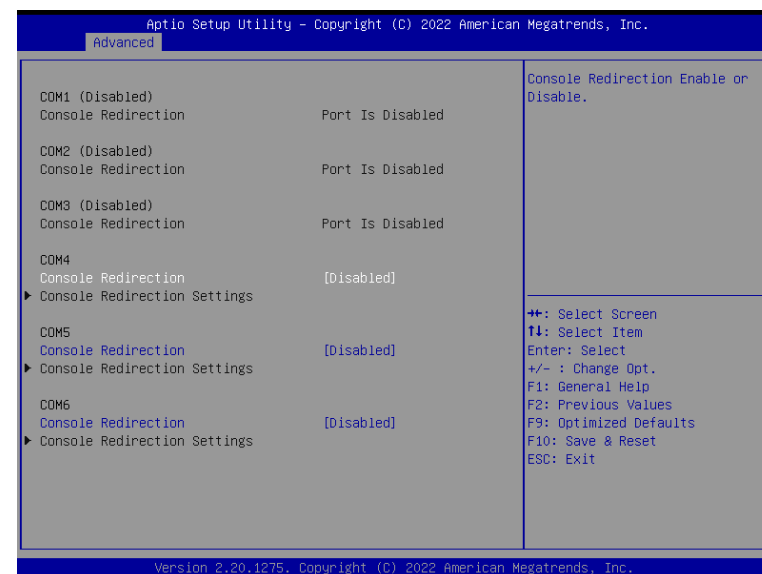 Aptio Setup Utility – Copyright (C) 2022 American Megatrends, Inc.
Advanced
COM1 (Disabled)
Console Redirection Port Is Disabled
COM2 (Disabled)
Console Redirection Port Is Disabled
COM3 (Disabled)
Console Redirection Port Is Disabled
COM4
Console Redirection [Disabled]
▶ Console Redirection Settings
COM5
Console Redirection [Disabled]
▶ Console Redirection Settings
COM6
Console Redirection [Disabled]
▶ Console Redirection Settings
Console Redirection Enable or
Disable.
→←: Select Screen
↑↓: Select Item
Enter: Select
+/- : Change Opt.
F1: General Help
F2: Previous Values
F9: Optimized Defaults
F10: Save & Reset
ESC: Exit
Version 2.20.1275. Copyright (C) 2022 American Megatrends, Inc.